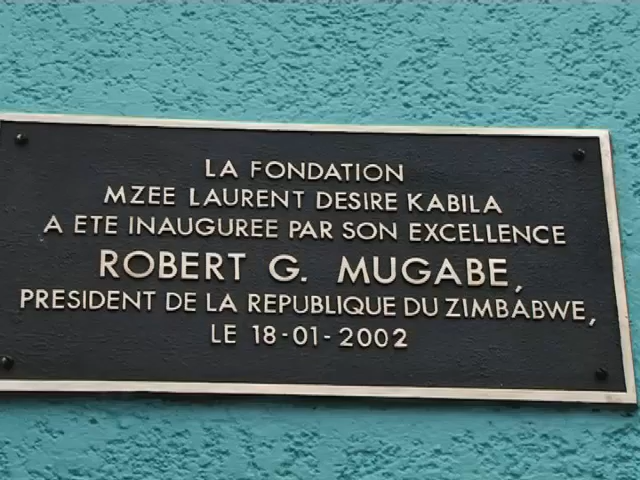 LA FONDATION
MZEE LAURENT DESIRE KABILA
A ETE INAUGUREE PAR SON EXCELLENCE
ROBERT G. MUGABE,
PRESIDENT DE LA REPUBLIQUE DU ZIMBABWE,
LE 18-01-2002